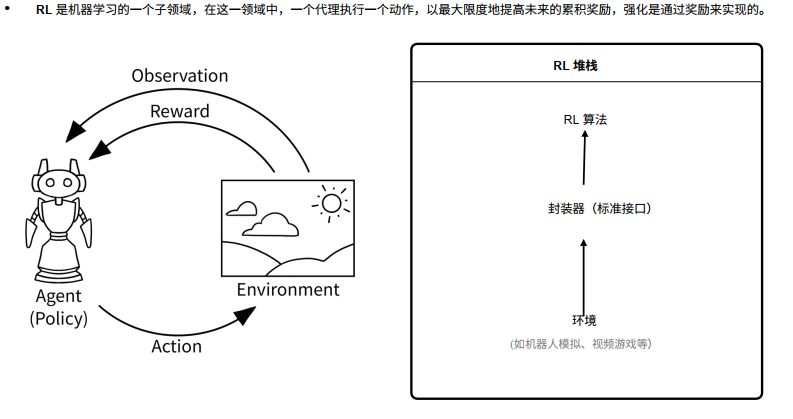 • RL 是机器学习的一个子领域，在这一领域中，一个代理执行一个动作，以最大限度地提高未来的累积奖励，强化是通过奖励来实现的。
Observation
Reward
Agent
(Policy)
Environment
Action
RL 堆栈
RL 算法
封装器（标准接口）
环境
(如机器人模拟、视频游戏等）